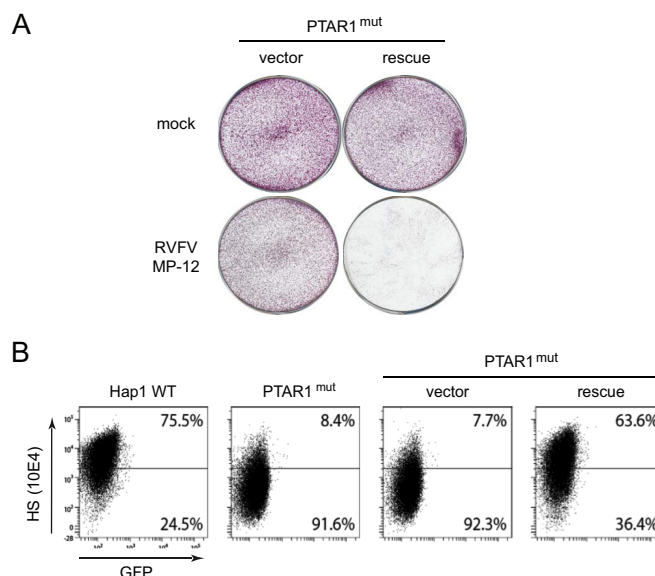 A
PTAR1mut
vector rescue
mock
RVFV
MP-12
B
PTAR1mut
Hap1 WT PTAR1mut vector rescue
75.5% 8.4% 7.7% 63.6%
HS (10E4)
24.5% 91.6% 92.3% 36.4%
GFP